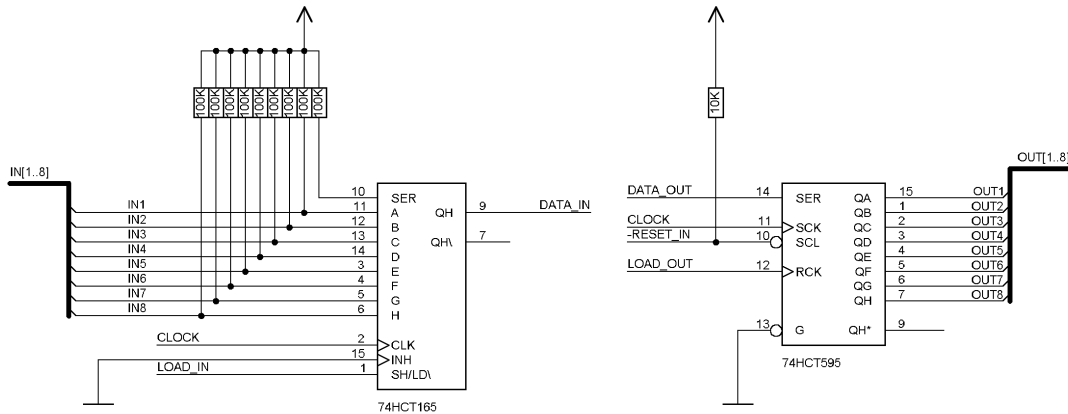 100K 100K 100K 100K 100K 100K 100K 100K 100K
10K
IN[1..8]
OUT[1..8]
10 SER
IN1 11 A QH 9 DATA_IN
IN2 12 B
IN3 13 C QH\ 7
IN4 14 D
IN5 3 E
IN6 4 F
IN7 5 G
IN8 6 H
CLOCK 2 CLK
15 INH
LOAD_IN 1 SH/LD\
74HCT165
DATA_OUT 14 SER QA 15 OUT1
QB 1 OUT2
CLOCK 11 SCK QC 2 OUT3
-RESET_IN 10 SCL QD 3 OUT4
QE 4 OUT5
LOAD_OUT 12 RCK QF 5 OUT6
QG 6 OUT7
QH 7 OUT8
13 G QH* 9
74HCT595